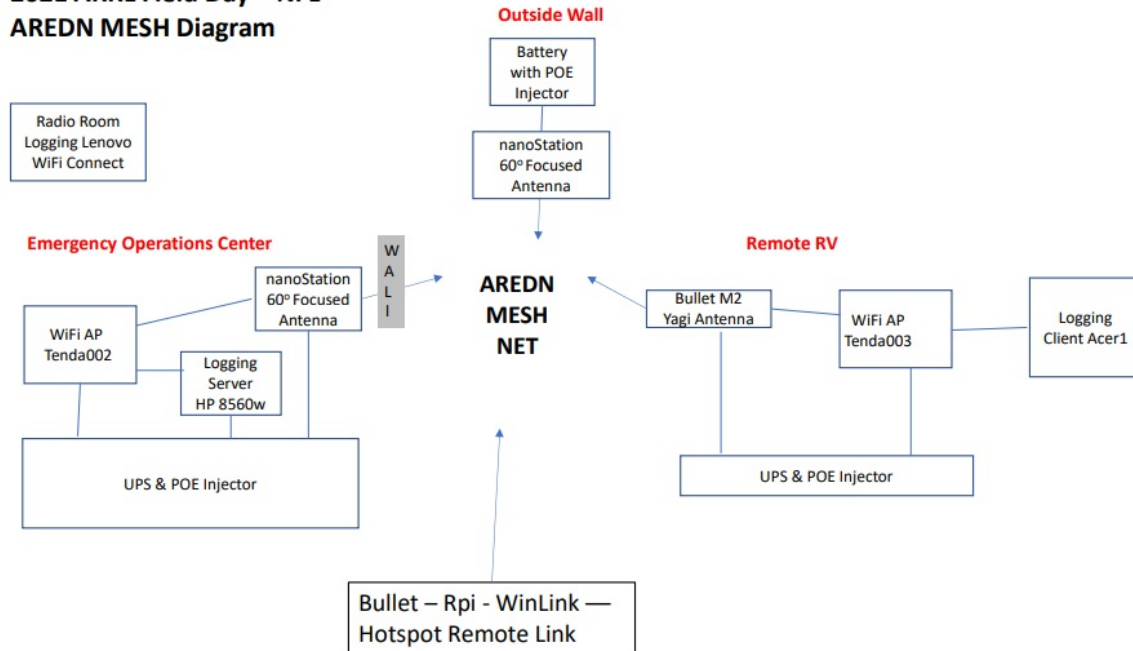 AREDN MESH Diagram
Outside Wall
Battery
with POE
Injector
nanoStation
60º Focused
Antenna
Radio Room
Logging Lenovo
WiFi Connect
Emergency Operations Center
nanoStation
60º Focused
Antenna
W
A
L
I
WiFi AP
Tenda002
Logging
Server
HP 8560w
UPS & POE Injector
AREDN
MESH
NET
Remote RV
Bullet M2
Yagi Antenna
WiFi AP
Tenda003
Logging
Client Acer1
UPS & POE Injector
Bullet – Rpi - WinLink —
Hotspot Remote Link